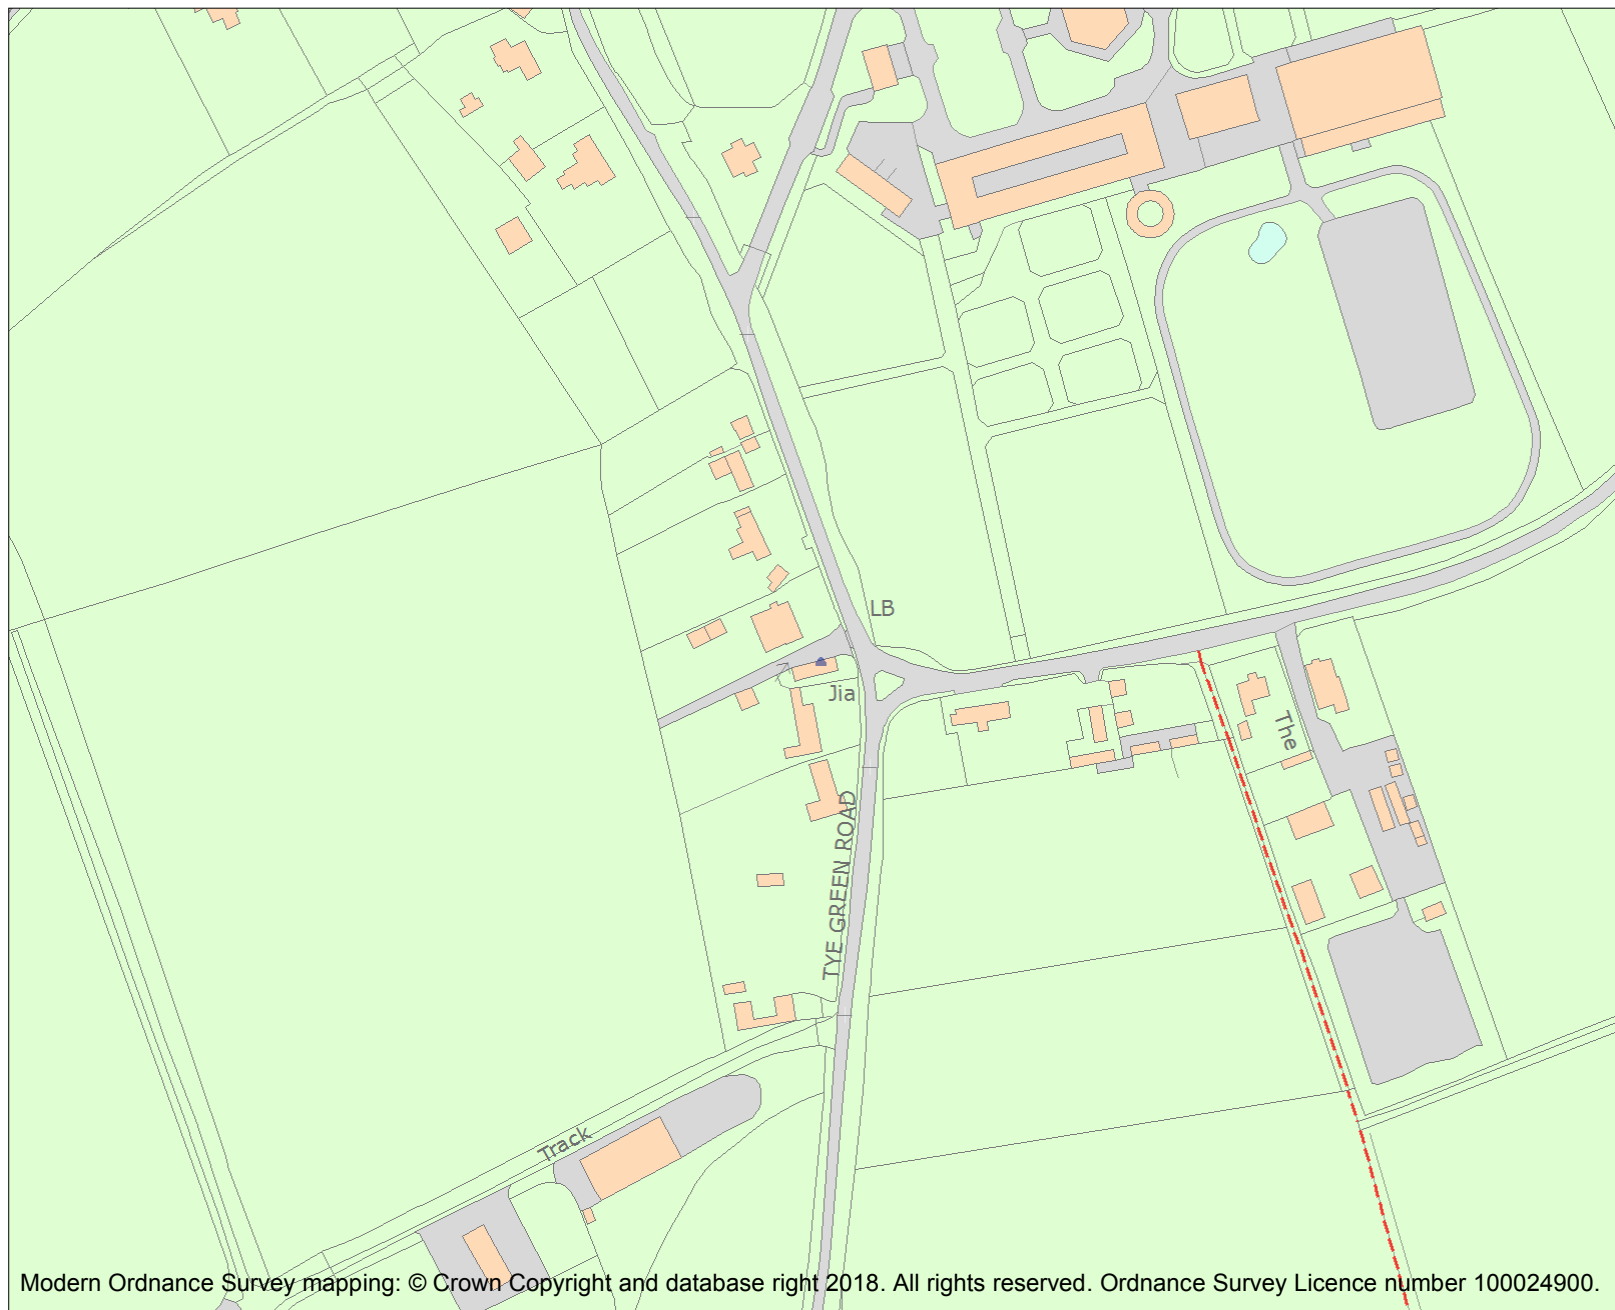 LB
Jia
The
TYE GREEN ROAD
Track
Modern Ordnance Survey mapping: © Crown Copyright and database right 2018. All rights reserved. Ordnance Survey Licence number 100024900.